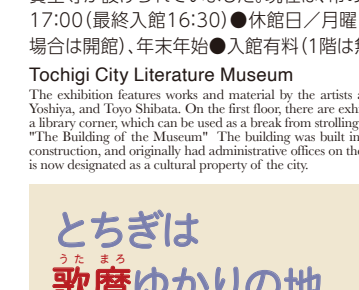 17:00（最終入館16:30）●休館日／月曜
場合は開館）、年末年始●入館有料（1階は無
Tochigi City Literature Museum
The exhibition features works and material by the artists
Yoshiya, and Toyo Shibata. On the first floor, there are exh
a library corner, which can be used as a break from strolling
"The Building of the Museum" The building was built in
construction, and originally had administrative offices on the
is now designated as a cultural property of the city.
とちぎは
うた まろ
歌麿ゆかりの地